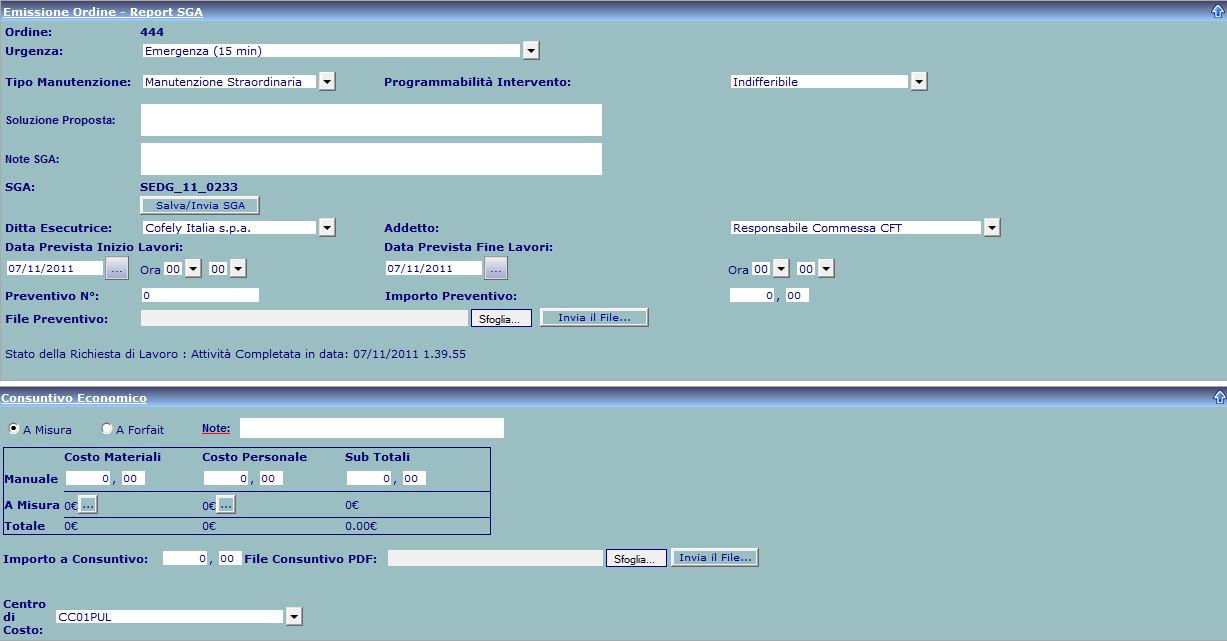 Emissione Ordine - Report SGA
Ordine: 444
Urgenza: Emergenza (15 min)
Tipo Manutenzione: Manutenzione Straordinaria Programmabilità Intervento: Indifferibile
Soluzione Proposta:
Note SGA:
SGA: SEDG_11_0233
Salva/Invia SGA
Ditta Esecutrice: Cofely Italia s.p.a. Addetto: Responsabile Commessa CFT
Data Prevista Inizio Lavori: Data Prevista Fine Lavori:
07/11/2011 ... Ora 00 00 07/11/2011 ... Ora 00 00
Preventivo N°: 0 Importo Preventivo: 0 , 00
File Preventivo: Sfoglia... Invia il File...
Stato della Richiesta di Lavoro : Attività Completata in data: 07/11/2011 1.39.55
Consuntivo Economico
A Misura A Forfait Note:
Costo Materiali Costo Personale Sub Totali
Manuale 0 , 00 0 , 00 0 , 00
A Misura 0€ ... 0€ ... 0€
Totale 0€ 0€ 0.00€
Importo a Consuntivo: 0 , 00 File Consuntivo PDF: Sfoglia... Invia il File...
Centro
di CC01PUL
Costo: